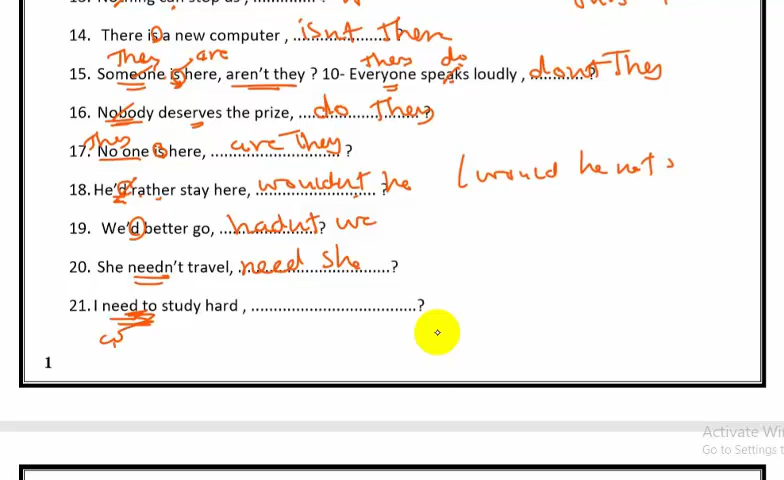 14. There is a new computer , isn't there
They are
they do
15. Someone is here, aren't they ? 10- Everyone speaks loudly , don't They ?
16. Nobody deserves the prize, ... do They ?
They
17. No one is here, are They ?
18. He'd rather stay here, wouldn't he ? (would he not ?
19. We'd better go, hadn't we ?
20. She needn't travel, need she ?
21. I need to study hard , ....................................?
1
Activate Wi
Go to Settings t